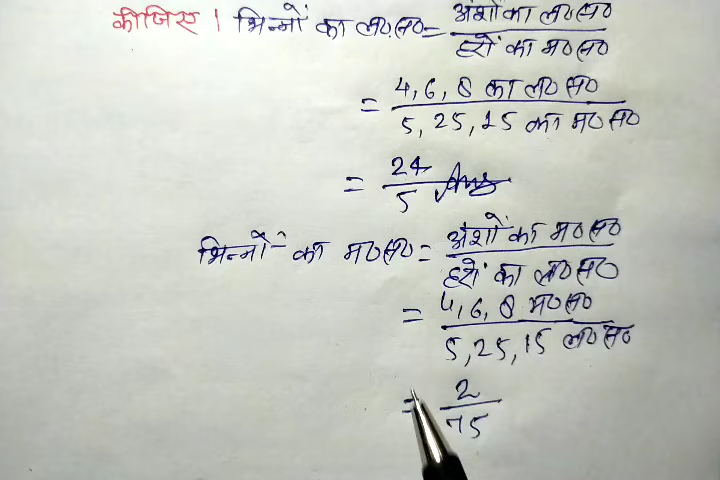 कीजिए । भिन्नों का ल०स०= अंशों का ल०स०
हरों का म०स०
= 4, 6, 8 का ल०स०
5, 25, 15 का म०स०
= 24
5 Ans
भिन्नों का म०स० = अंशों का म०स०
हरों का ल०स०
= 4, 6, 8 म०स०
5, 25, 15 ल०स०
= 2
75